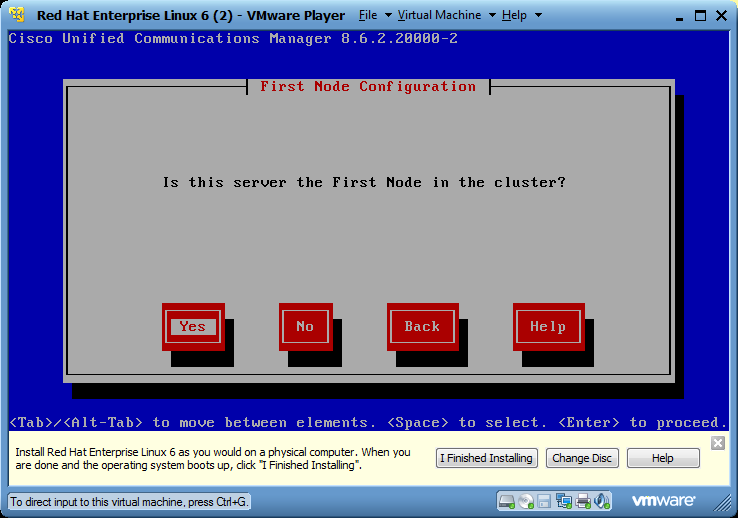 Red Hat Enterprise Linux 6 (2) - VMware Player File Virtual Machine Help
Cisco Unified Communications Manager 8.6.2.20000-2
First Node Configuration
Is this server the First Node in the cluster?
Yes No Back Help
<Tab>/<Alt-Tab> to move between elements. <Space> to select. <Enter> to proceed.
Install Red Hat Enterprise Linux 6 as you would on a physical computer. When you
are done and the operating system boots up, click "I Finished Installing".
I Finished Installing Change Disc Help
To direct input to this virtual machine, press Ctrl+G.
vmware